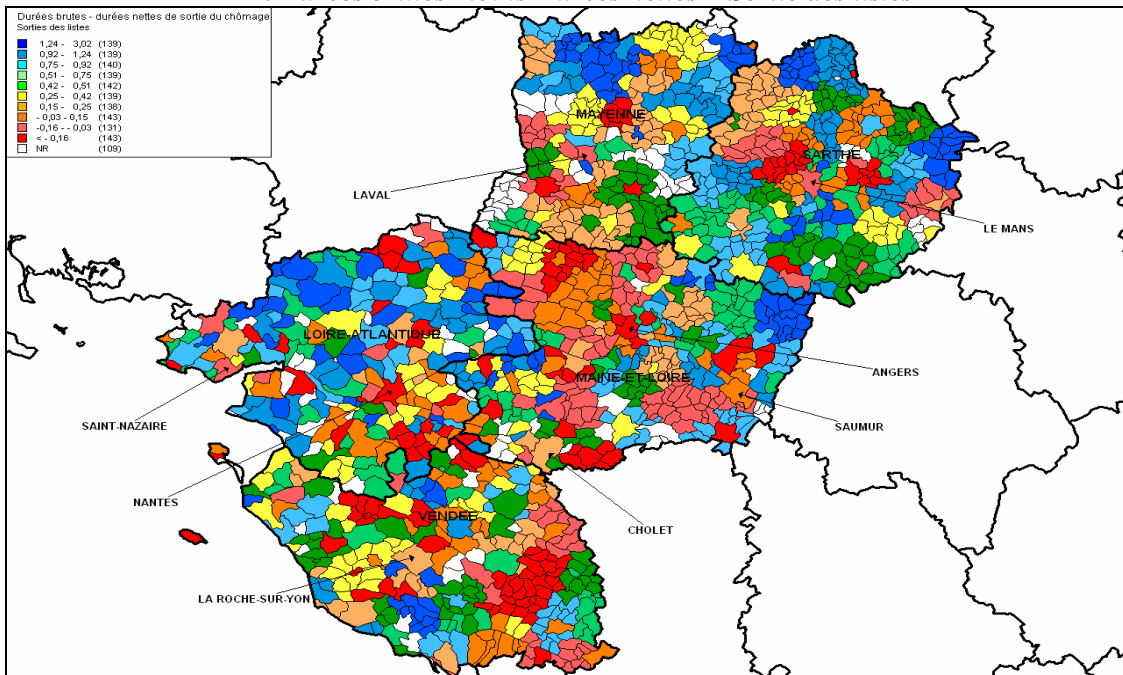 Durées brutes - durées nettes de sortie du chômage
Sorties des listes
1,24 - 3,02 (139)
0,92 - 1,24 (139)
0,75 - 0,92 (140)
0,51 - 0,75 (139)
0,42 - 0,51 (142)
0,25 - 0,42 (139)
0,15 - 0,25 (138)
- 0,03 - 0,15 (143)
-0,16 - - 0,03 (131)
< - 0,16 (143)
NR (109)
MAYENNE
SARTHE
LAVAL
LE MANS
LOIRE-ATLANTIQUE
ANGERS
MAINE-ET-LOIRE
SAINT-NAZAIRE
SAUMUR
NANTES
VENDEE
CHOLET
LA ROCHE-SUR-YON